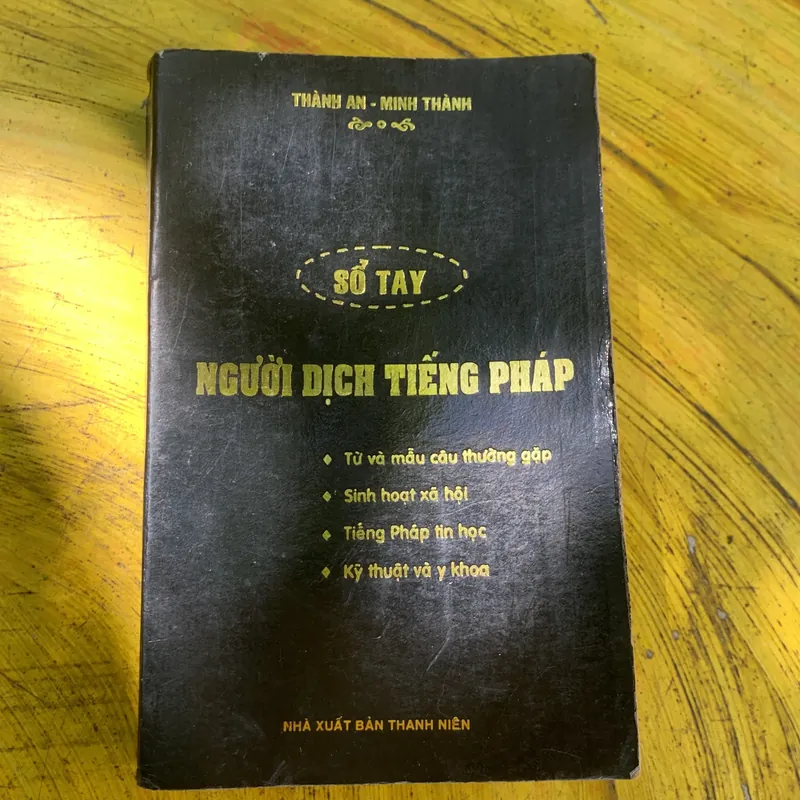 THÀNH AN - MINH THÀNH
SỔ TAY
NGƯỜI DỊCH TIẾNG PHÁP
♦ Từ và mẫu câu thường gặp
♦ Sinh hoạt xã hội
♦ Tiếng Pháp tin học
♦ Kỹ thuật và y khoa
NHÀ XUẤT BẢN THANH NIÊN